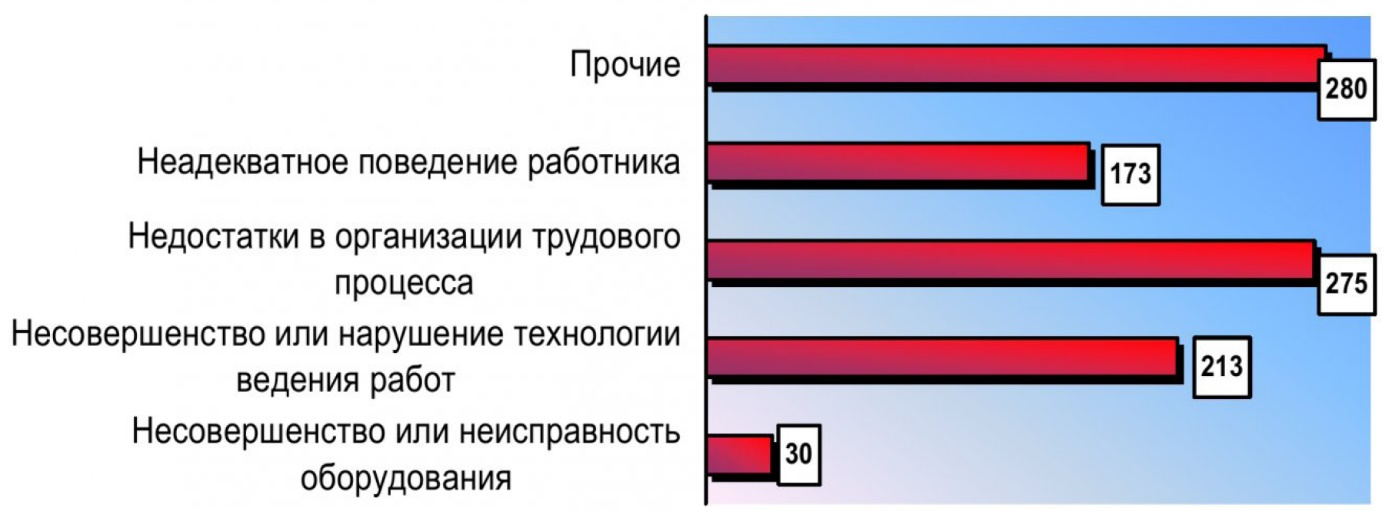 Прочие
280
Неадекватное поведение работника
173
Недостатки в организации трудового
процесса
275
Несовершенство или нарушение технологии
ведения работ
213
Несовершенство или неисправность
оборудования
30